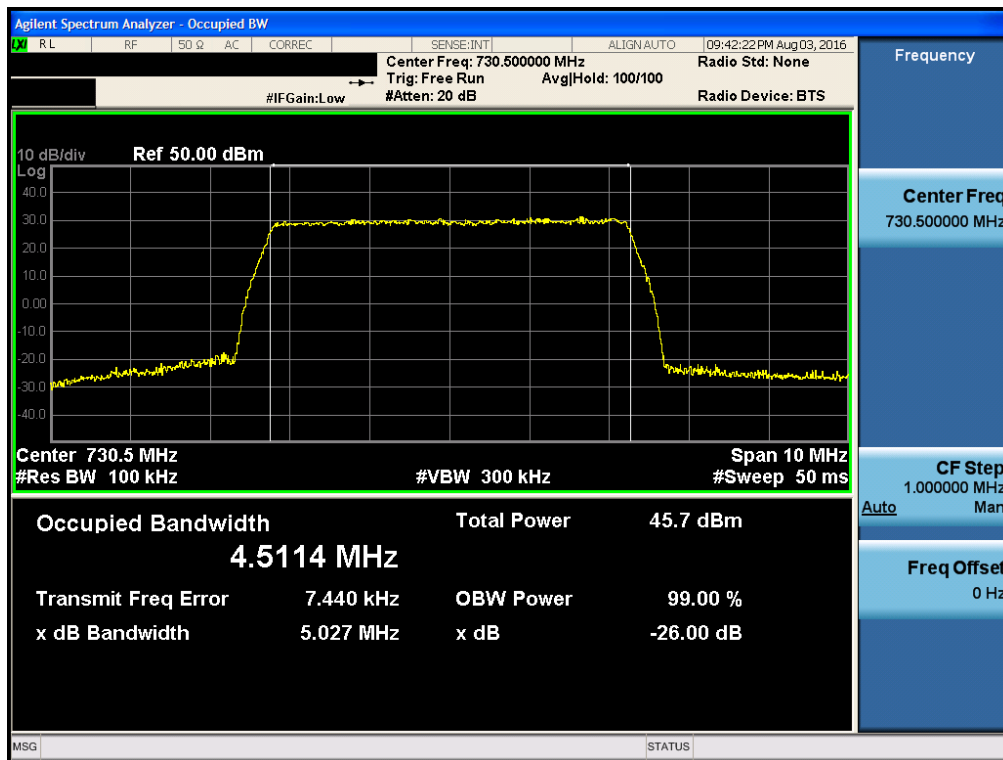 Agilent Spectrum Analyzer - Occupied BW
LXI RL RF 50 Ω AC CORREC SENSE:INT ALIGN AUTO 09:42:22 PM Aug 03, 2016
Center Freq: 730.500000 MHz Radio Std: None
Trig: Free Run Avg|Hold: 100/100
#IFGain:Low #Atten: 20 dB Radio Device: BTS
10 dB/div Ref 50.00 dBm
Log
40.0
30.0
20.0
10.0
0.00
-10.0
-20.0
-30.0
-40.0
Center 730.5 MHz Span 10 MHz
#Res BW 100 kHz #VBW 300 kHz #Sweep 50 ms
Occupied Bandwidth Total Power 45.7 dBm
4.5114 MHz
Transmit Freq Error 7.440 kHz OBW Power 99.00 %
x dB Bandwidth 5.027 MHz x dB -26.00 dB
MSG STATUS
Frequency
Center Freq
730.500000 MHz
CF Step
1.000000 MHz
Auto Man
Freq Offset
0 Hz